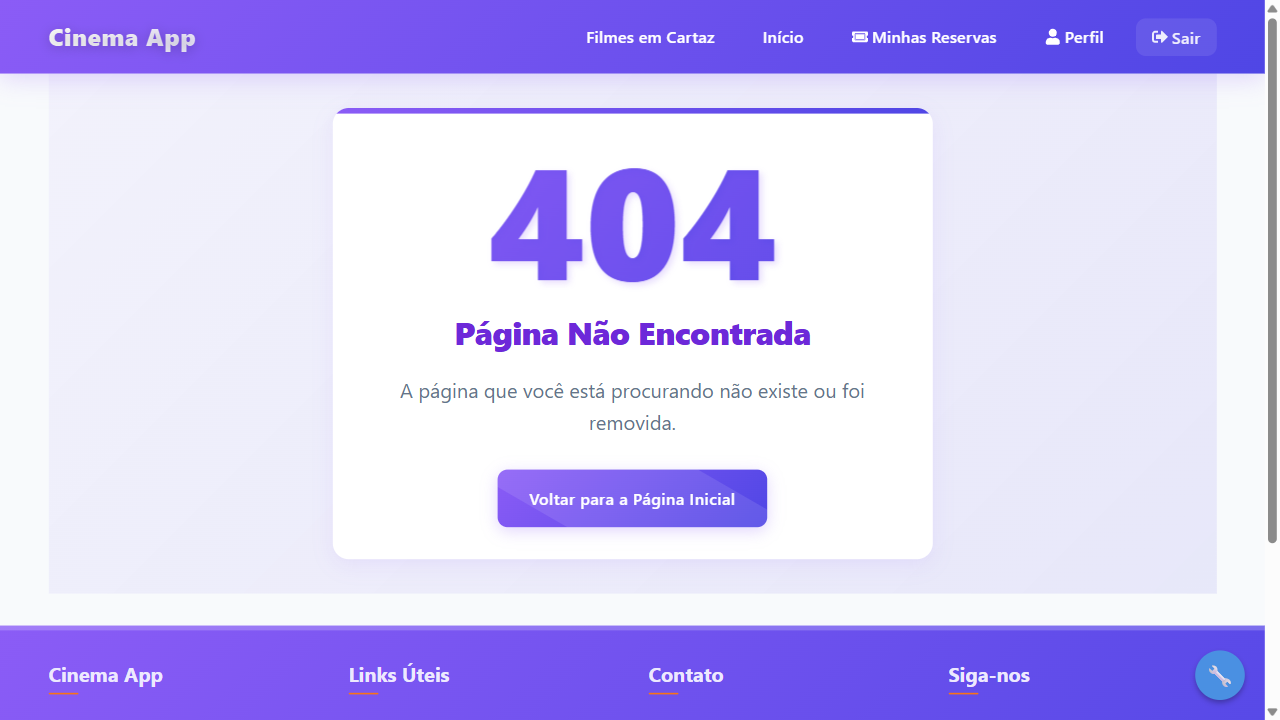 Cinema App
Filmes em Cartaz
Início
Minhas Reservas
Perfil
Sair
404
Página Não Encontrada
A página que você está procurando não existe ou foi
removida.
Voltar para a Página Inicial
Cinema App
Links Úteis
Contato
Siga-nos